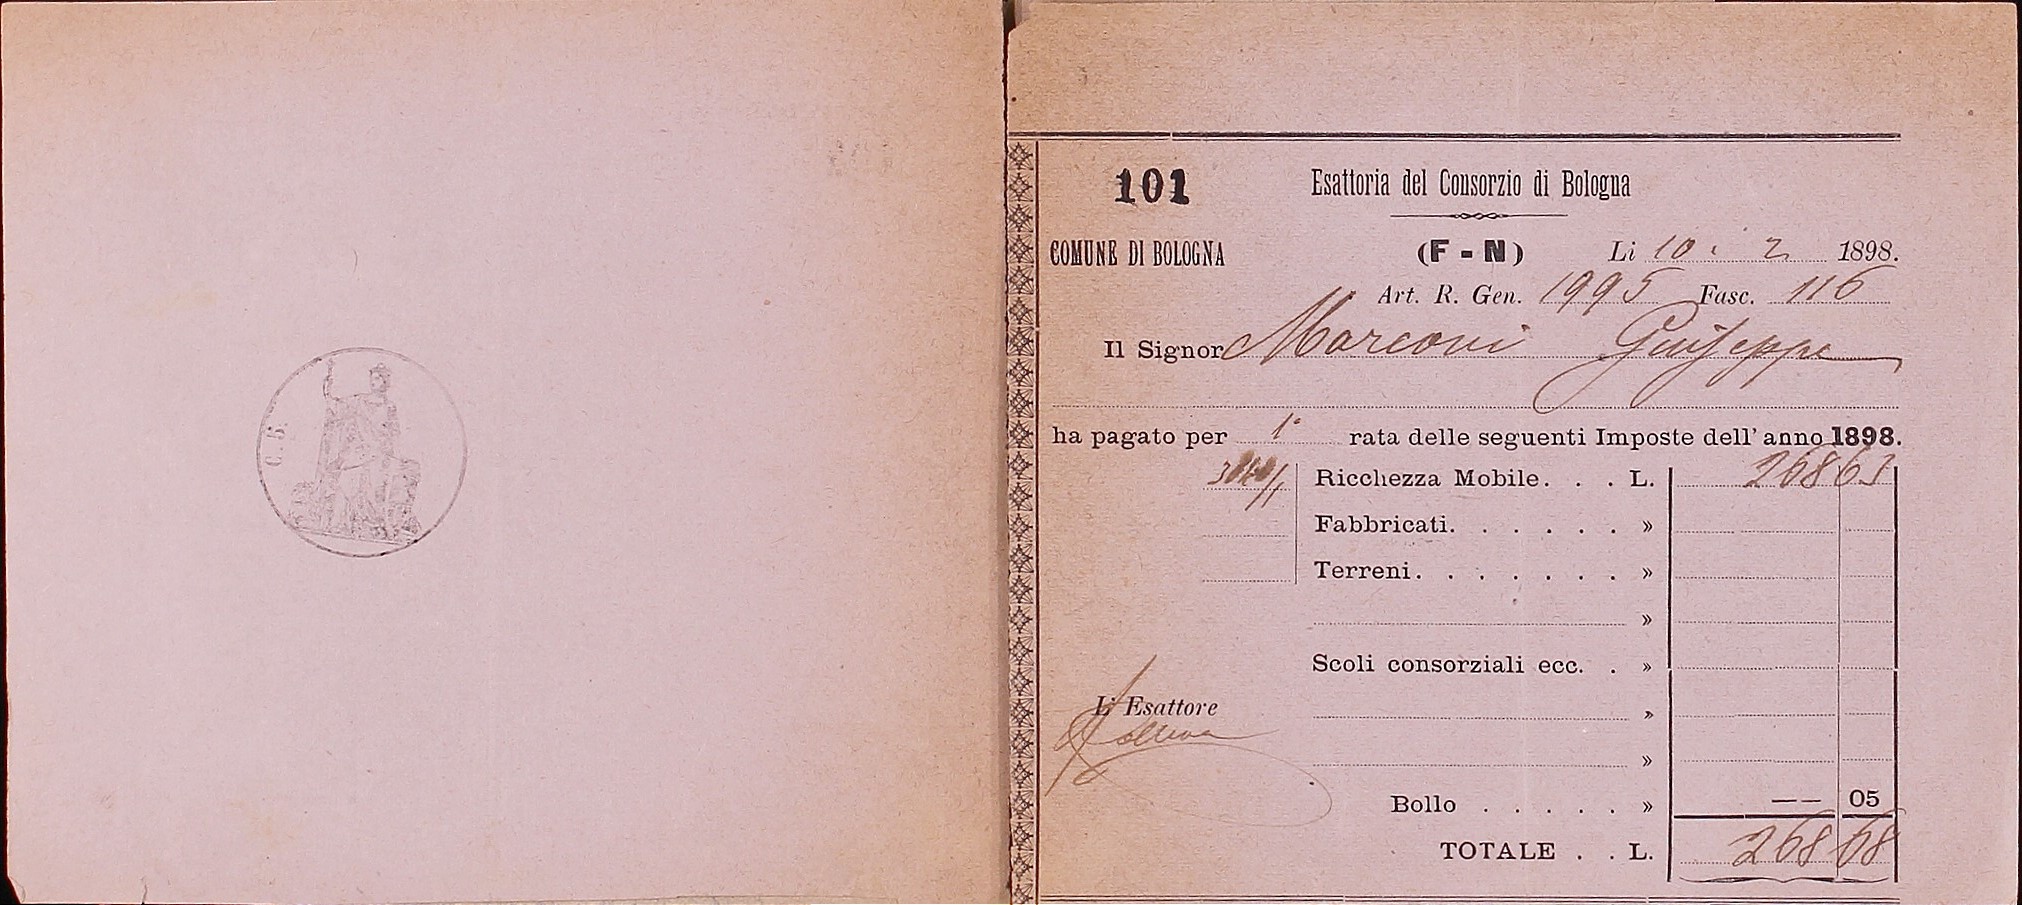 C. B.
101
Esattoria del Consorzio di Bologna
COMUNE DI BOLOGNA
(F - N)
Li 10 . 2 1898.
Art. R. Gen. 1995 Fasc. 116
Il Signor Marconi Giuseppe
ha pagato per 1ª rata delle seguenti Imposte dell' anno 1898.
Ricchezza Mobile. . . L. 268 63
Fabbricati. . . . . . »
Terreni. . . . . . . »
»
Scoli consorziali ecc. . »
L' Esattore
»
»
Bollo . . . . . » — — 05
TOTALE . . L. 268 68